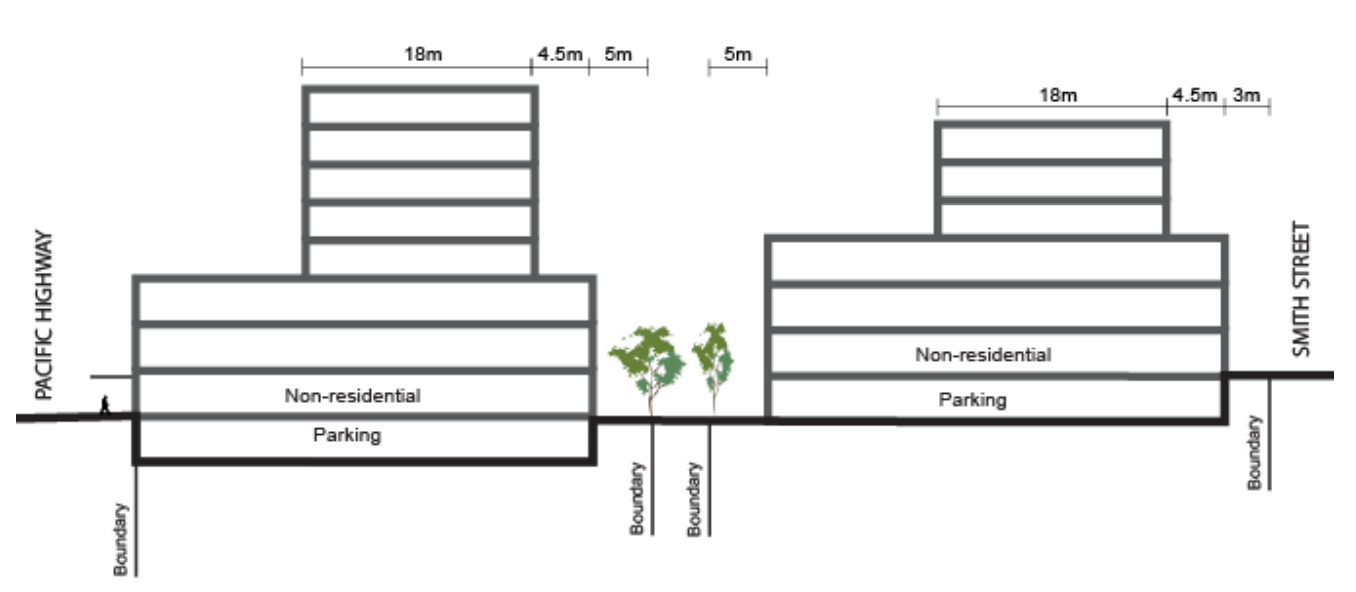 18m
4.5m
5m
5m
18m
4.5m
3m
PACIFIC HIGHWAY
SMITH STREET
Non-residential
Parking
Non-residential
Parking
Boundary
Boundary
Boundary
Boundary